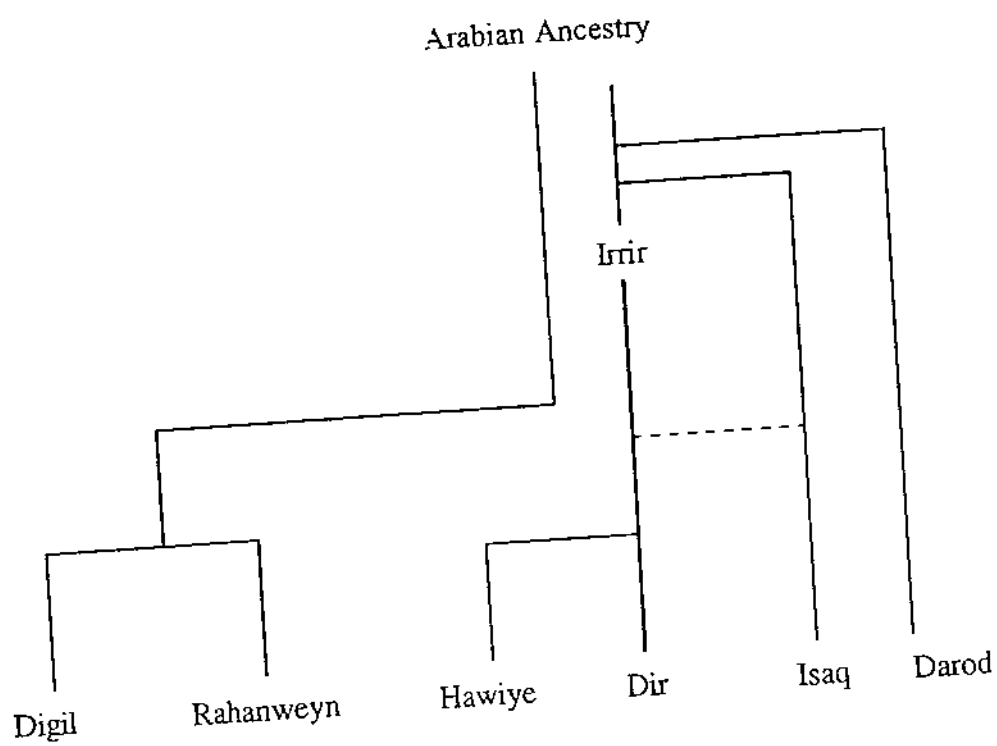 Arabian Ancestry
Irrir
Digil
Rahanweyn
Hawiye
Dir
Isaq
Darod